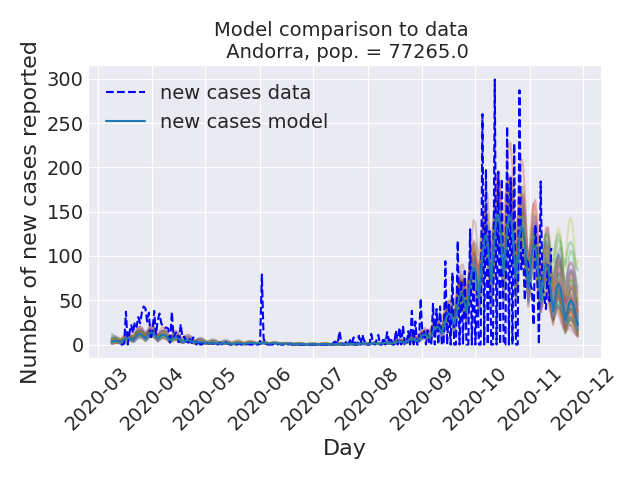 Model comparison to data
Andorra, pop. = 77265.0
Number of new cases reported
300
250
200
150
100
50
0
new cases data
new cases model
2020-03
2020-04
2020-05
2020-06
2020-07
2020-08
2020-09
2020-10
2020-11
2020-12
Day